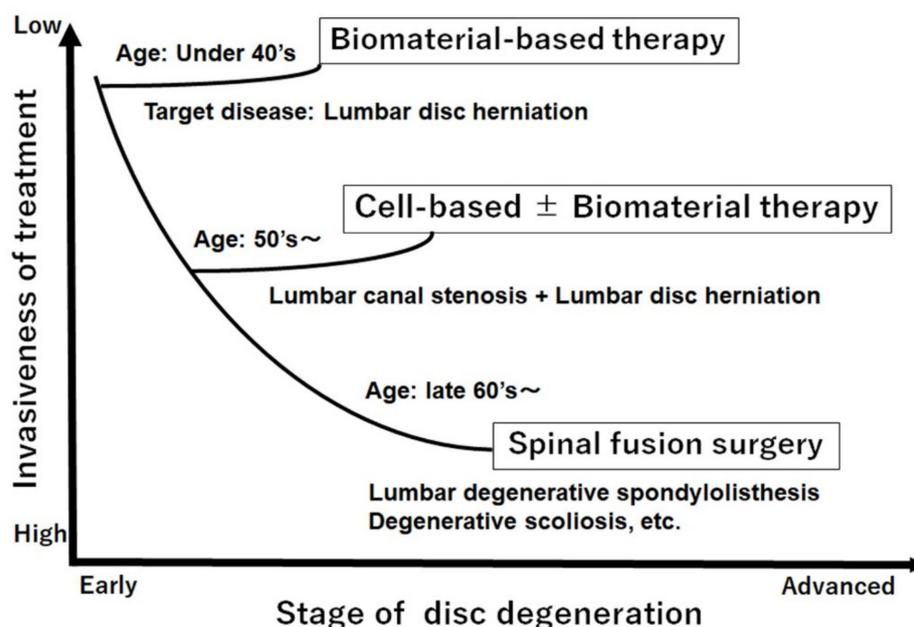 Low
Age: Under 40's
Biomaterial-based therapy
Target disease: Lumbar disc herniation
Invasiveness of treatment
Cell-based ± Biomaterial therapy
Age: 50's～
Lumbar canal stenosis + Lumbar disc herniation
Age: late 60's～
Spinal fusion surgery
Lumbar degenerative spondylolisthesis
Degenerative scoliosis, etc.
High
Early
Advanced
Stage of disc degeneration